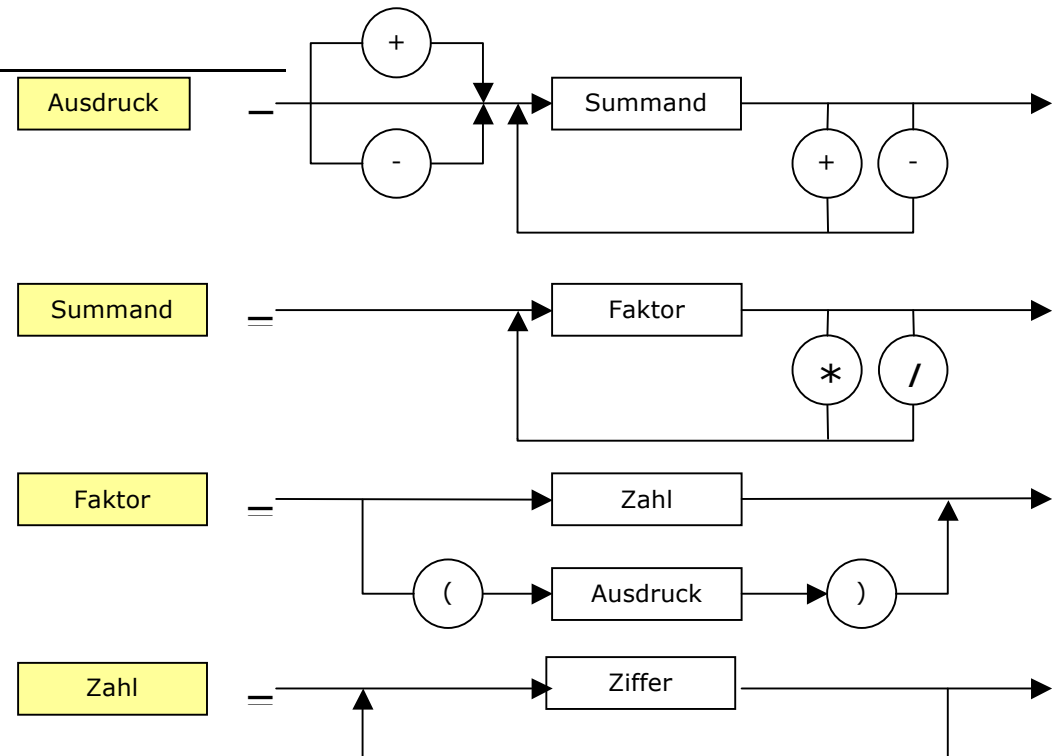 +
Ausdruck = Summand
- + -
Summand = Faktor
* /
Faktor = Zahl
( Ausdruck )
Zahl = Ziffer